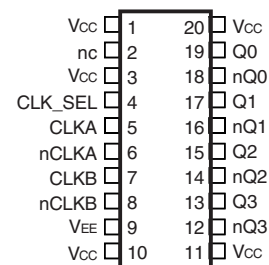 Vcc 1 20 Vcc
nc 2 19 Q0
Vcc 3 18 nQ0
CLK_SEL 4 17 Q1
CLKA 5 16 nQ1
nCLKA 6 15 Q2
CLKB 7 14 nQ2
nCLKB 8 13 Q3
VEE 9 12 nQ3
Vcc 10 11 Vcc